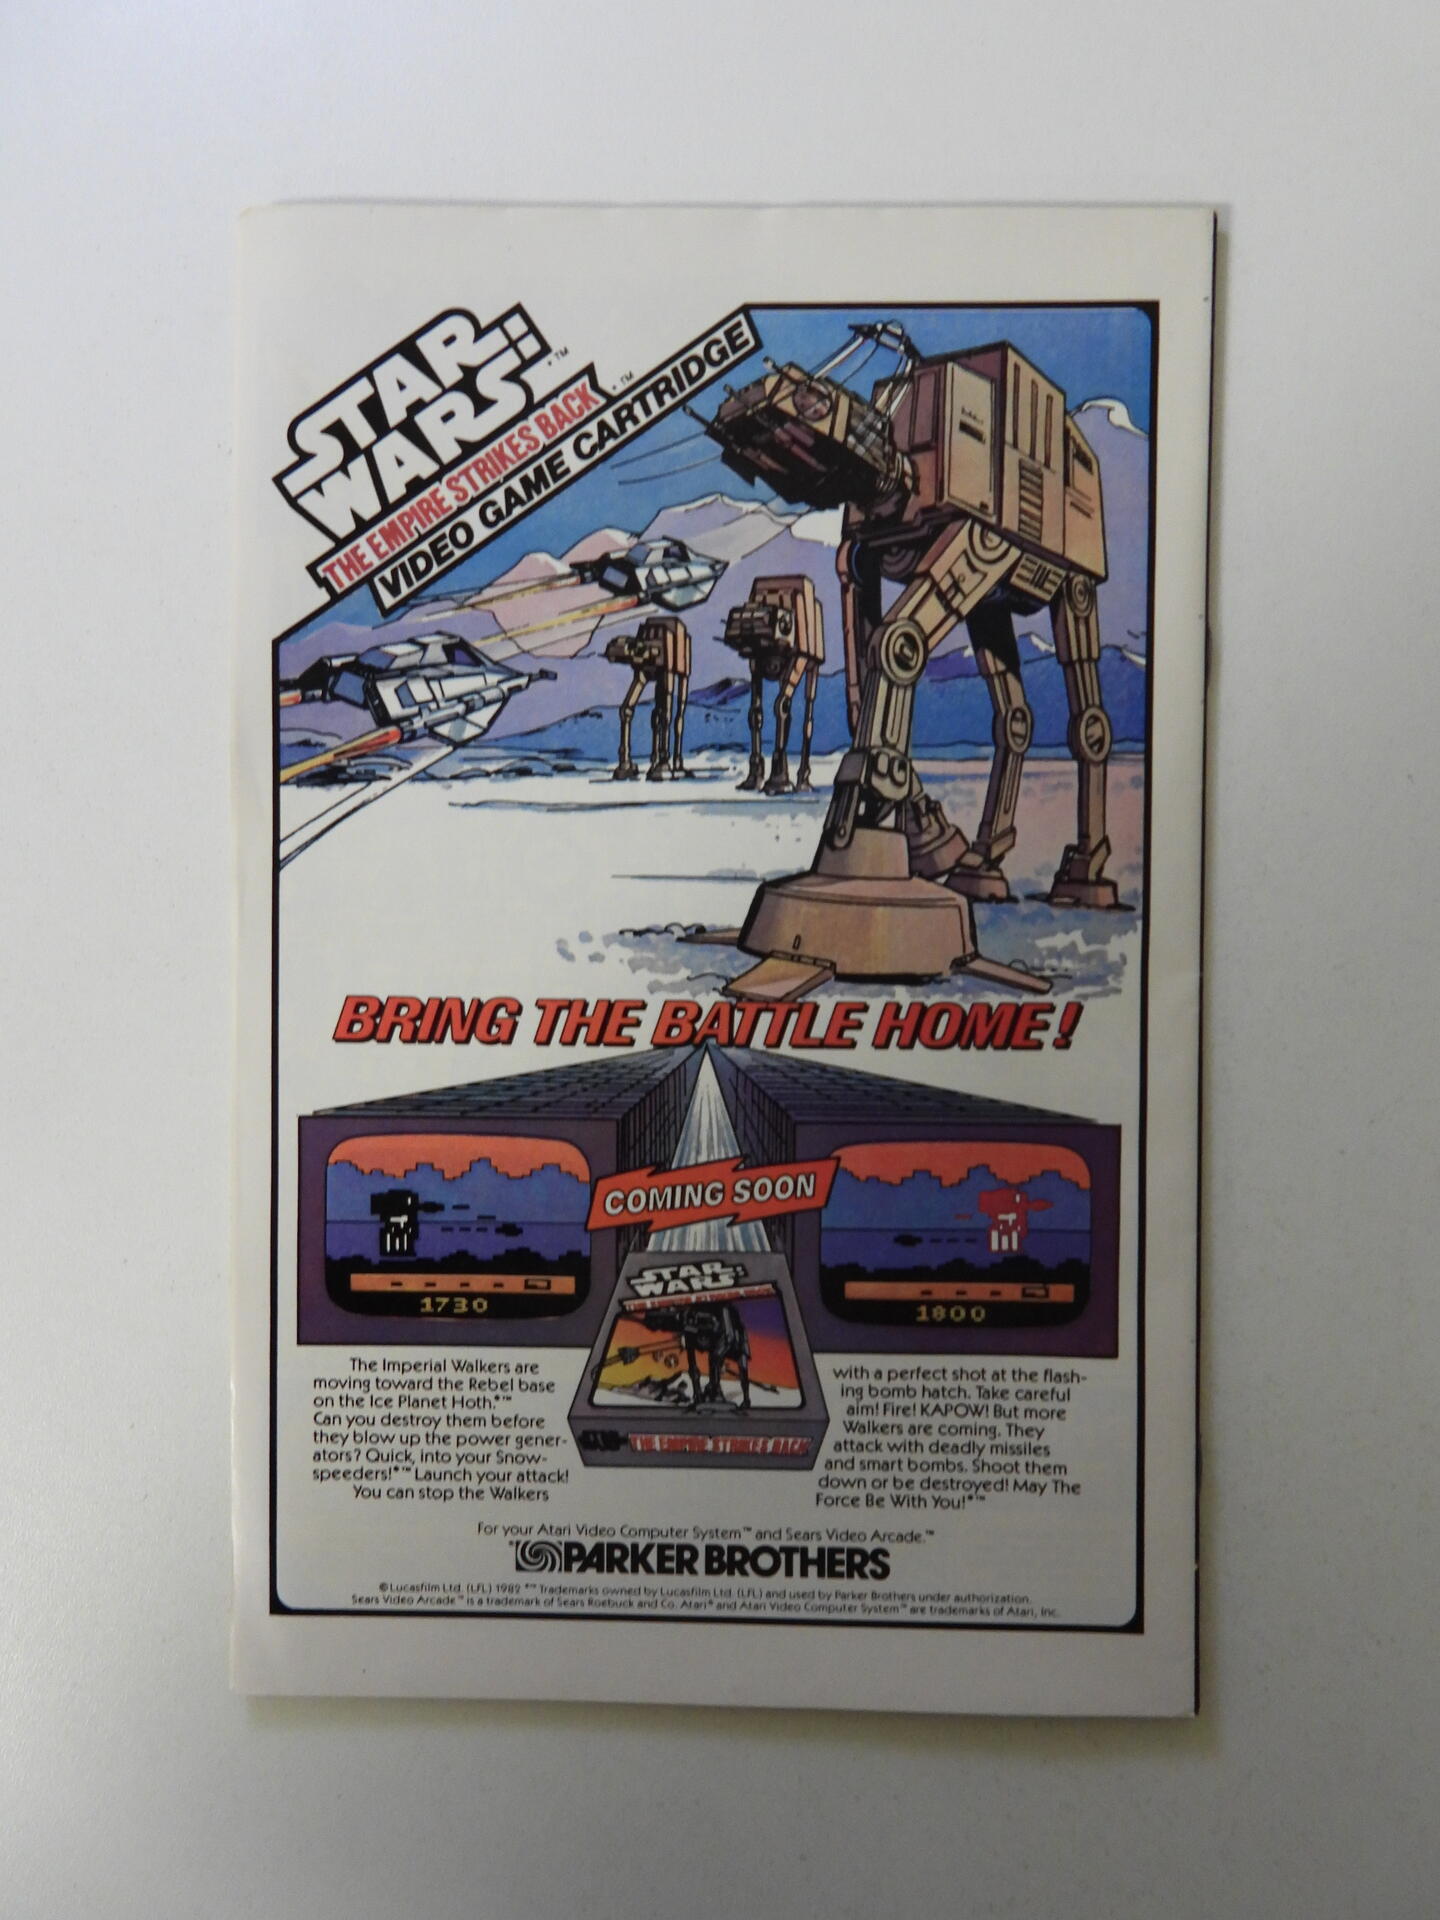 STAR
WARS
THE EMPIRE STRIKES BACK ™
VIDEO GAME CARTRIDGE
BRING THE BATTLE HOME!
COMING SOON
1730
1800
STAR
WARS
THE EMPIRE STRIKES BACK
THE EMPIRE STRIKES BACK
The Imperial Walkers are
moving toward the Rebel base
on the Ice Planet Hoth.*™
Can you destroy them before
they blow up the power gener-
ators? Quick, into your Snow-
speeders!*™ Launch your attack!
You can stop the Walkers
with a perfect shot at the flash-
ing bomb hatch. Take careful
aim! Fire! KAPOW! But more
Walkers are coming. They
attack with deadly missiles
and smart bombs. Shoot them
down or be destroyed! May The
Force Be With You!*™
For your Atari Video Computer System™ and Sears Video Arcade.™
PARKER BROTHERS
© Lucasfilm Ltd. (LFL) 1982 *™ Trademarks owned by Lucasfilm Ltd. (LFL) and used by Parker Brothers under authorization.
Sears Video Arcade™ is a trademark of Sears Roebuck and Co. Atari® and Atari Video Computer System™ are trademarks of Atari, Inc.